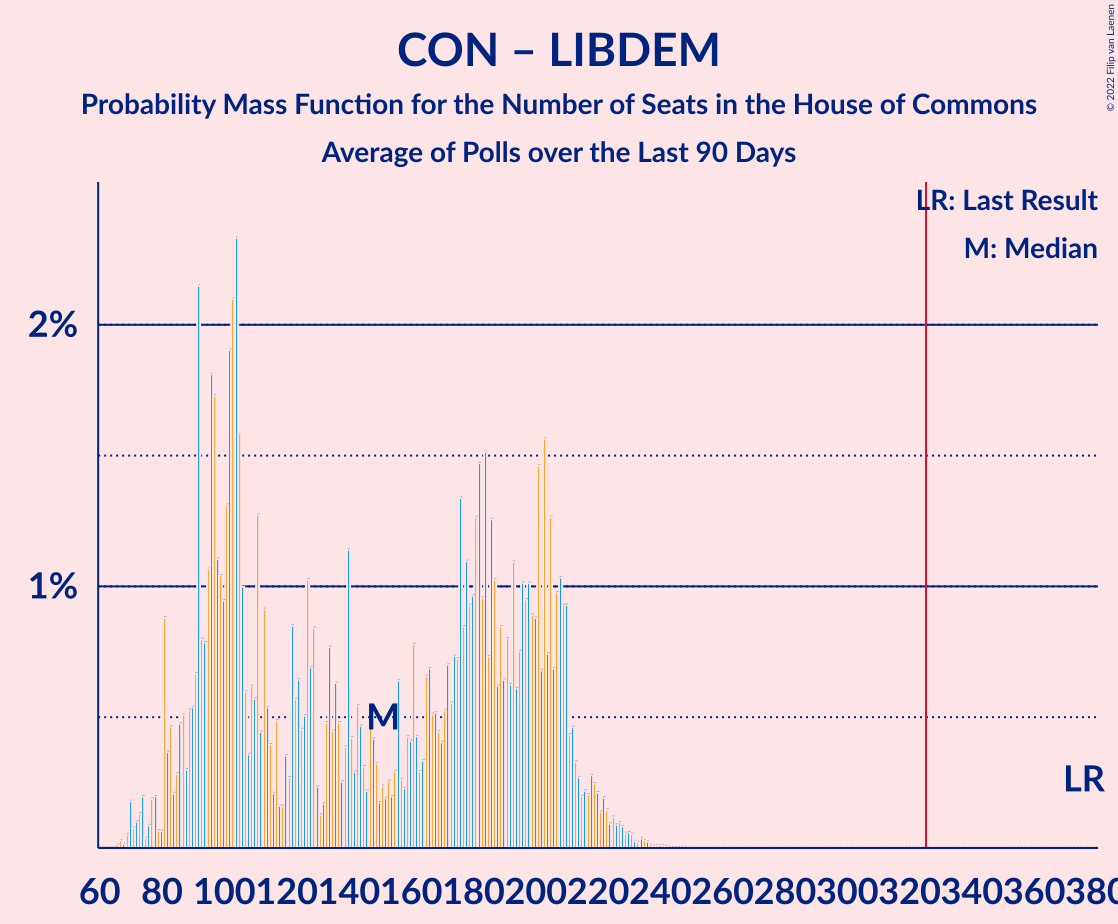 CON – LIBDEM
Probability Mass Function for the Number of Seats in the House of Commons
Average of Polls over the Last 90 Days
© 2022 Filip van Laenen
LR: Last Result
M: Median
2%
1%
M
LR
60 80 100 120 140 160 180 200 220 240 260 280 300 320 340 360 380